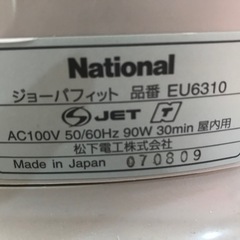 National
ジョーバフィット 品番 EU6310
S JET T
AC100V 50/60Hz 90W 30min 屋内用
松下電工株式会社
Made in Japan 070809